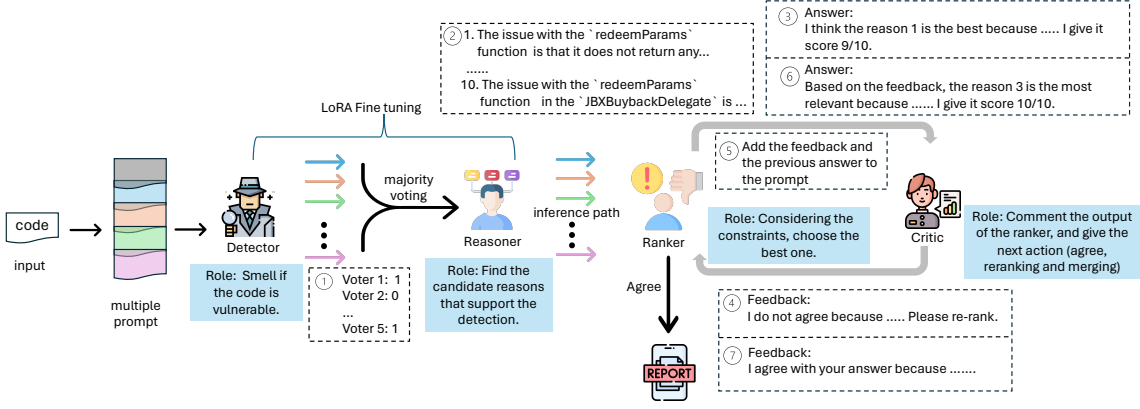 code
input
multiple
prompt
LoRA Fine tuning
Detector
Role: Smell if
the code is
vulnerable.
① Voter 1: 1
Voter 2: 0
...
Voter 5: 1
majority
voting
Reasoner
Role: Find the
candidate reasons
that support the
detection.
② 1. The issue with the `redeemParams`
function is that it does not return any...
......
10. The issue with the `redeemParams`
function in the `JBXBuybackDelegate` is ...
inference path
Ranker
Role: Considering the
constraints, choose the
best one.
③ Answer:
I think the reason 1 is the best because ..... I give it
score 9/10.
⑥ Answer:
Based on the feedback, the reason 3 is the most
relevant because ...... I give it score 10/10.
⑤ Add the feedback and
the previous answer to
the prompt
Critic
Role: Comment the output
of the ranker, and give the
next action (agree,
reranking and merging)
Agree
REPORT
④ Feedback:
I do not agree because ..... Please re-rank.
⑦ Feedback:
I agree with your answer because .......